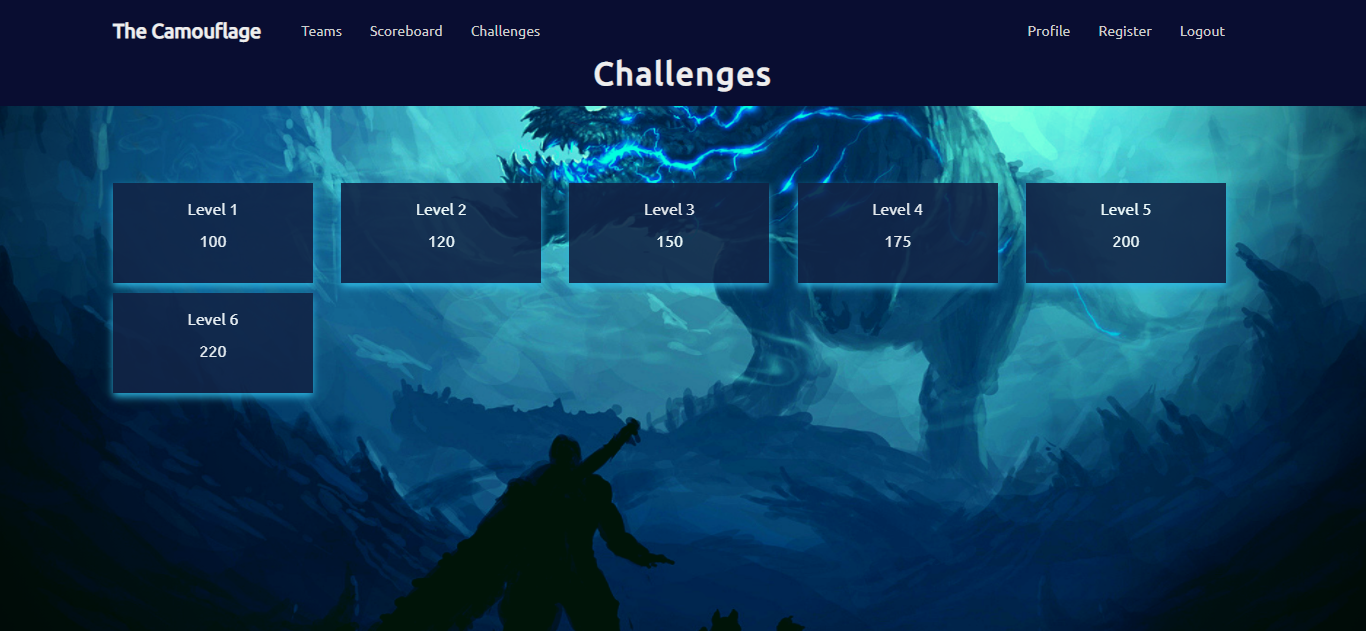 The Camouflage Teams Scoreboard Challenges Profile Register Logout
Challenges
Level 1
100
Level 2
120
Level 3
150
Level 4
175
Level 5
200
Level 6
220